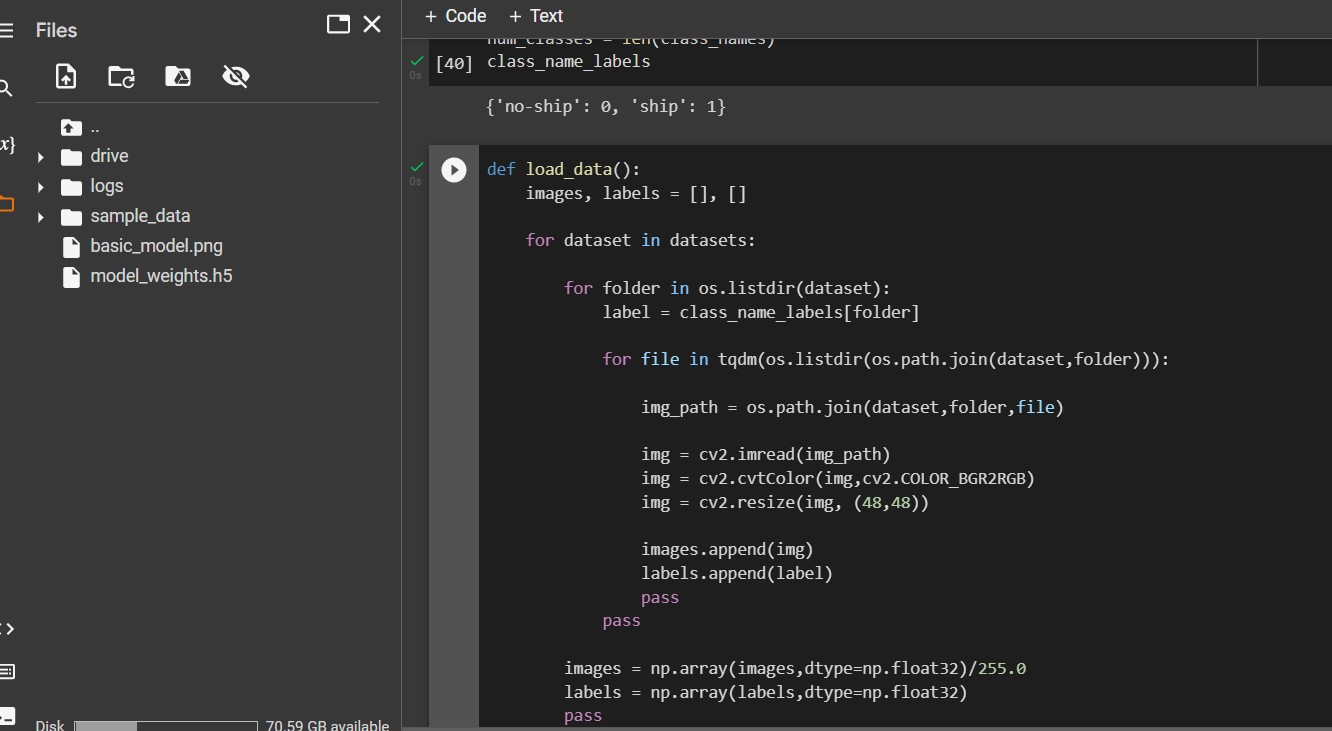 Files
..
drive
logs
sample_data
basic_model.png
model_weights.h5
Disk 70.59 GB available
+ Code + Text
num_classes = len(class_names)
[40] class_name_labels
0s
{'no-ship': 0, 'ship': 1}
0s
def load_data():
    images, labels = [], []
    for dataset in datasets:
        for folder in os.listdir(dataset):
            label = class_name_labels[folder]
            for file in tqdm(os.listdir(os.path.join(dataset,folder))):
                img_path = os.path.join(dataset,folder,file)
                img = cv2.imread(img_path)
                img = cv2.cvtColor(img,cv2.COLOR_BGR2RGB)
                img = cv2.resize(img, (48,48))
                images.append(img)
                labels.append(label)
                pass
            pass
        images = np.array(images,dtype=np.float32)/255.0
        labels = np.array(labels,dtype=np.float32)
        pass